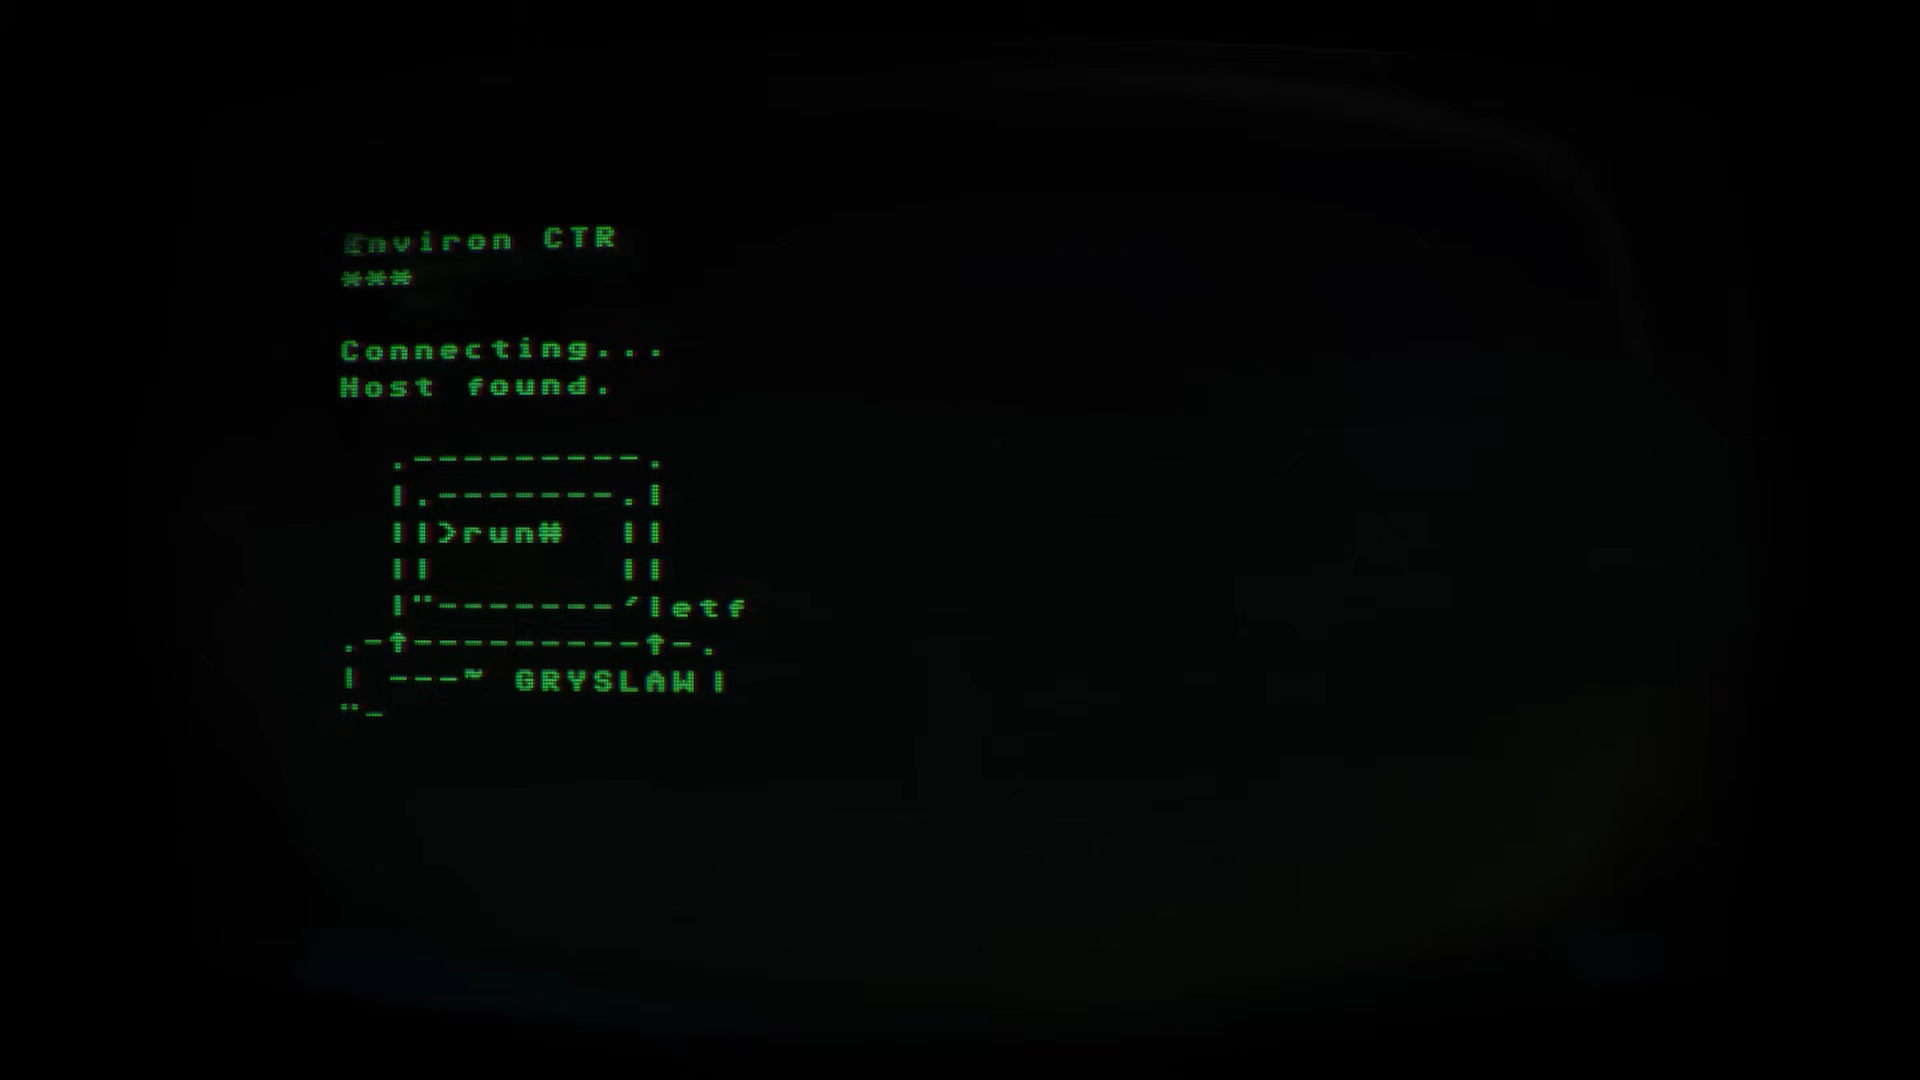 Environ CTR
***
Connecting...
Host found.
.---------.
|.-------.|
||>run#  ||
||       ||
|"-------'|etf
.-†---------†-.
| ---~ GRYSLAW |
"_